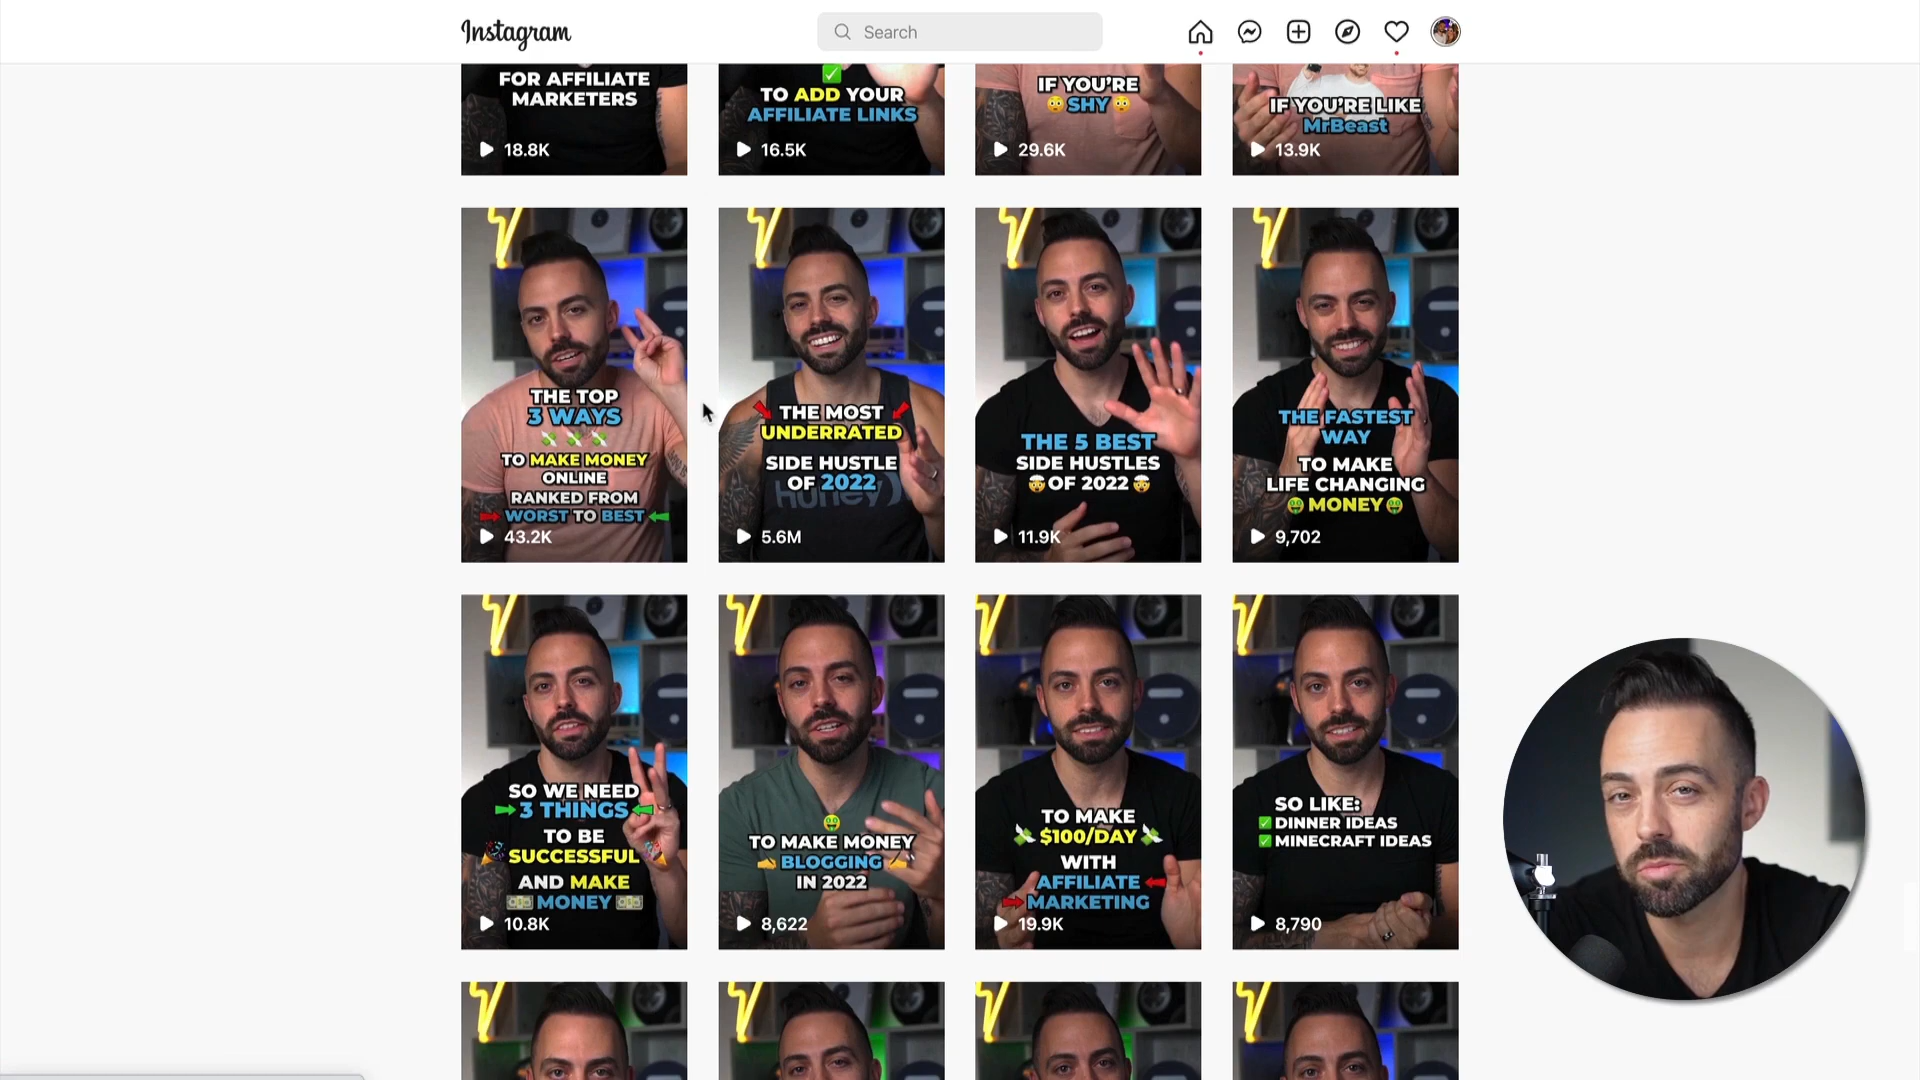 Instagram
Search
FOR AFFILIATE
MARKETERS
18.8K
TO ADD YOUR
AFFILIATE LINKS
16.5K
IF YOU'RE
SHY
29.6K
IF YOU'RE LIKE
MrBeast
13.9K
THE TOP
3 WAYS
TO MAKE MONEY
ONLINE
RANKED FROM
WORST TO BEST
43.2K
THE MOST
UNDERRATED
SIDE HUSTLE
OF 2022
Hurley
5.6M
THE 5 BEST
SIDE HUSTLES
OF 2022
11.9K
THE FASTEST
WAY
TO MAKE
LIFE CHANGING
MONEY
9,702
SO WE NEED
3 THINGS
TO BE
SUCCESSFUL
AND MAKE
MONEY
10.8K
TO MAKE MONEY
BLOGGING
IN 2022
8,622
TO MAKE
$100/DAY
WITH
AFFILIATE
MARKETING
19.9K
SO LIKE:
DINNER IDEAS
MINECRAFT IDEAS
8,790